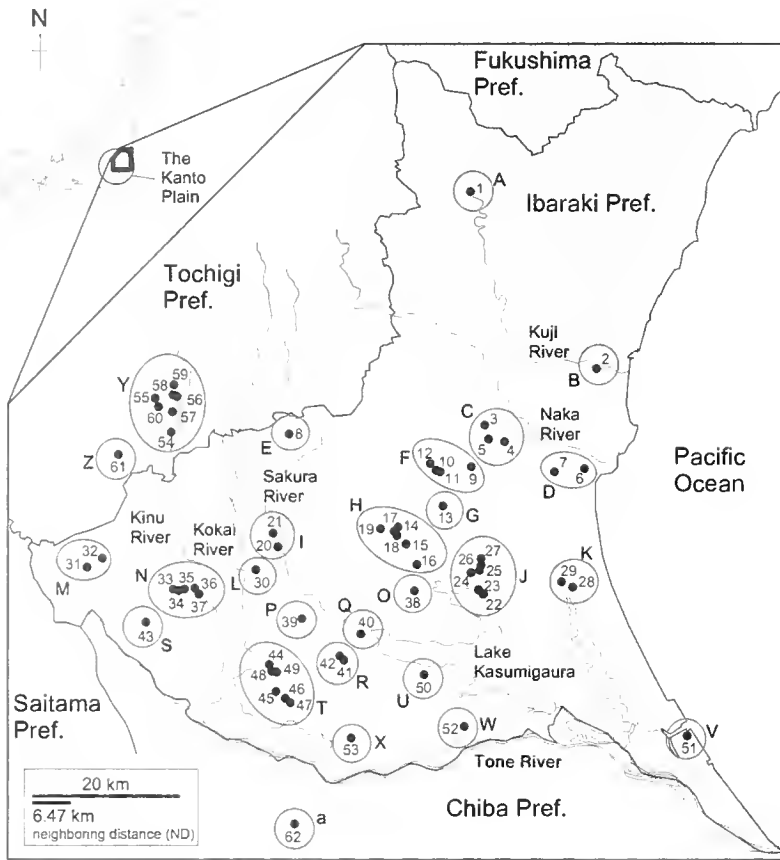 N
Fukushima
Pref.
The
Kanto
Plain
A
1
Ibaraki Pref.
Tochigi
Pref.
Kuji
River
2
B
Y
59
58
55
56
60
57
54
C
3
5
4
Naka
River
E
8
Z
61
F
12
10
11
9
7
6
D
Pacific
Ocean
Sakura
River
G
13
H
17
14
19
18
15
16
21
20
I
Kinu
River
Kokai
River
32
31
M
N
33
35
36
34
37
L
30
27
26
25
24
23
22
J
K
29
28
O
38
S
43
P
39
Q
40
42
41
R
Lake
Kasumigaura
44
48
49
46
45
47
T
U
50
Saitama
Pref.
53
X
52
W
V
51
Tone River
20 km
6.47 km
neighboring distance (ND)
Chiba Pref.
a
62